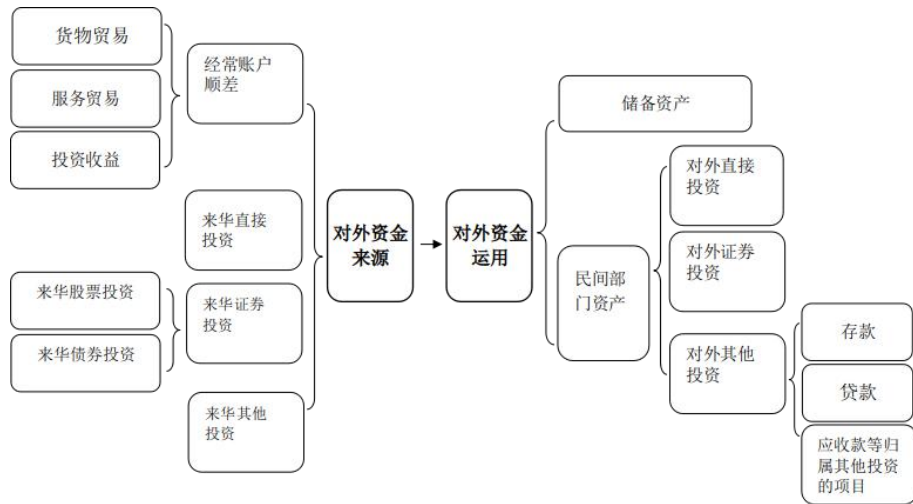 货物贸易
服务贸易
投资收益
经常账户
顺差
来华直接
投资
来华股票投资
来华债券投资
来华证券
投资
来华其他
投资
对外资金
来源
对外资金
运用
储备资产
民间部
门资产
对外直接
投资
对外证券
投资
对外其他
投资
存款
贷款
应收款等归
属其他投资
的项目